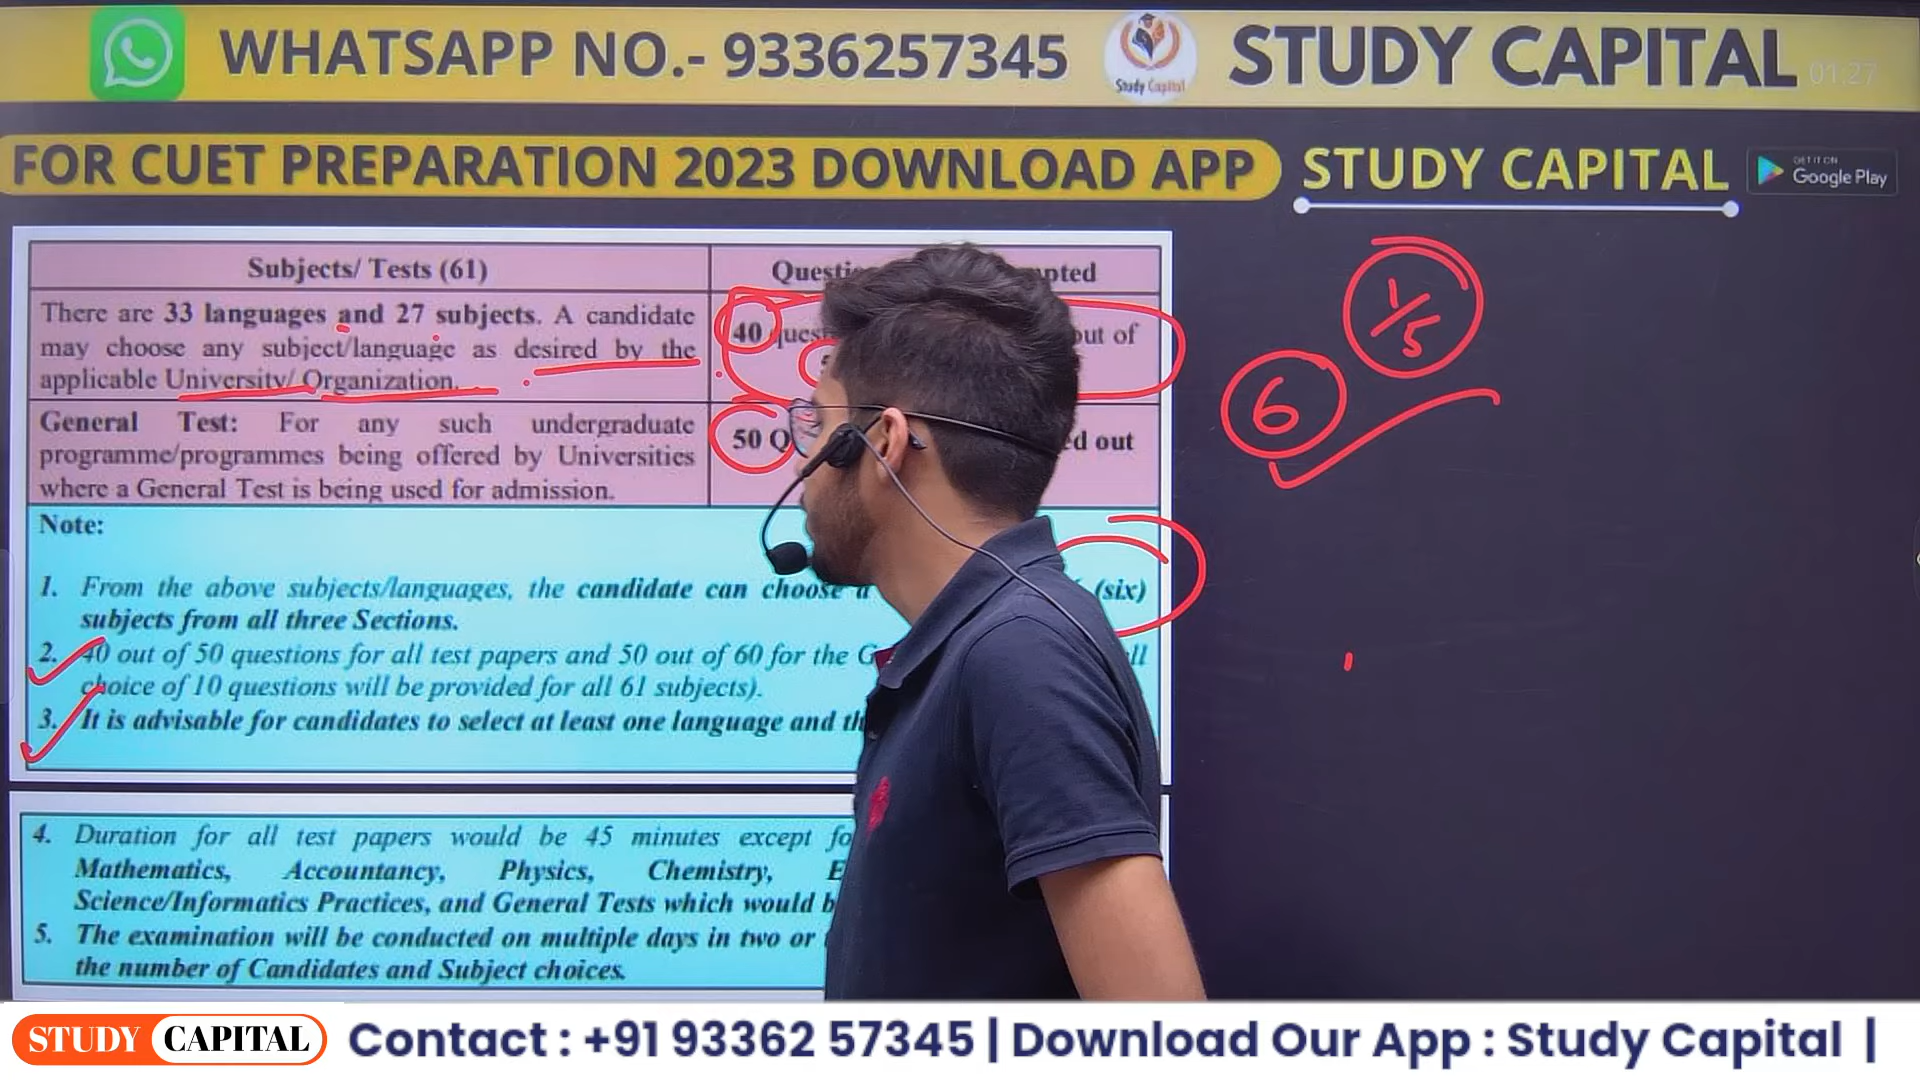 WHATSAPP NO.- 9336257345
Study Capital
STUDY CAPITAL
01:27
FOR CUET PREPARATION 2023 DOWNLOAD APP
STUDY CAPITAL
GET IT ON
Google Play
Subjects/ Tests (61)
There are 33 languages and 27 subjects. A candidate
may choose any subject/language as desired by the
applicable University/ Organization.
40
out of
General Test: For any such undergraduate
programme/programmes being offered by Universities
where a General Test is being used for admission.
50 Q
out
1/5
6
Note:
1. From the above subjects/languages, the candidate can choose (six)
subjects from all three Sections.
2. 40 out of 50 questions for all test papers and 50 out of 60 for the G
choice of 10 questions will be provided for all 61 subjects).
3. It is advisable for candidates to select at least one language and
4. Duration for all test papers would be 45 minutes except
Mathematics, Accountancy, Physics, Chemistry, E
Science/Informatics Practices, and General Tests which would
5. The examination will be conducted on multiple days in two or
the number of Candidates and Subject choices.
STUDY CAPITAL
Contact : +91 93362 57345 | Download Our App : Study Capital |